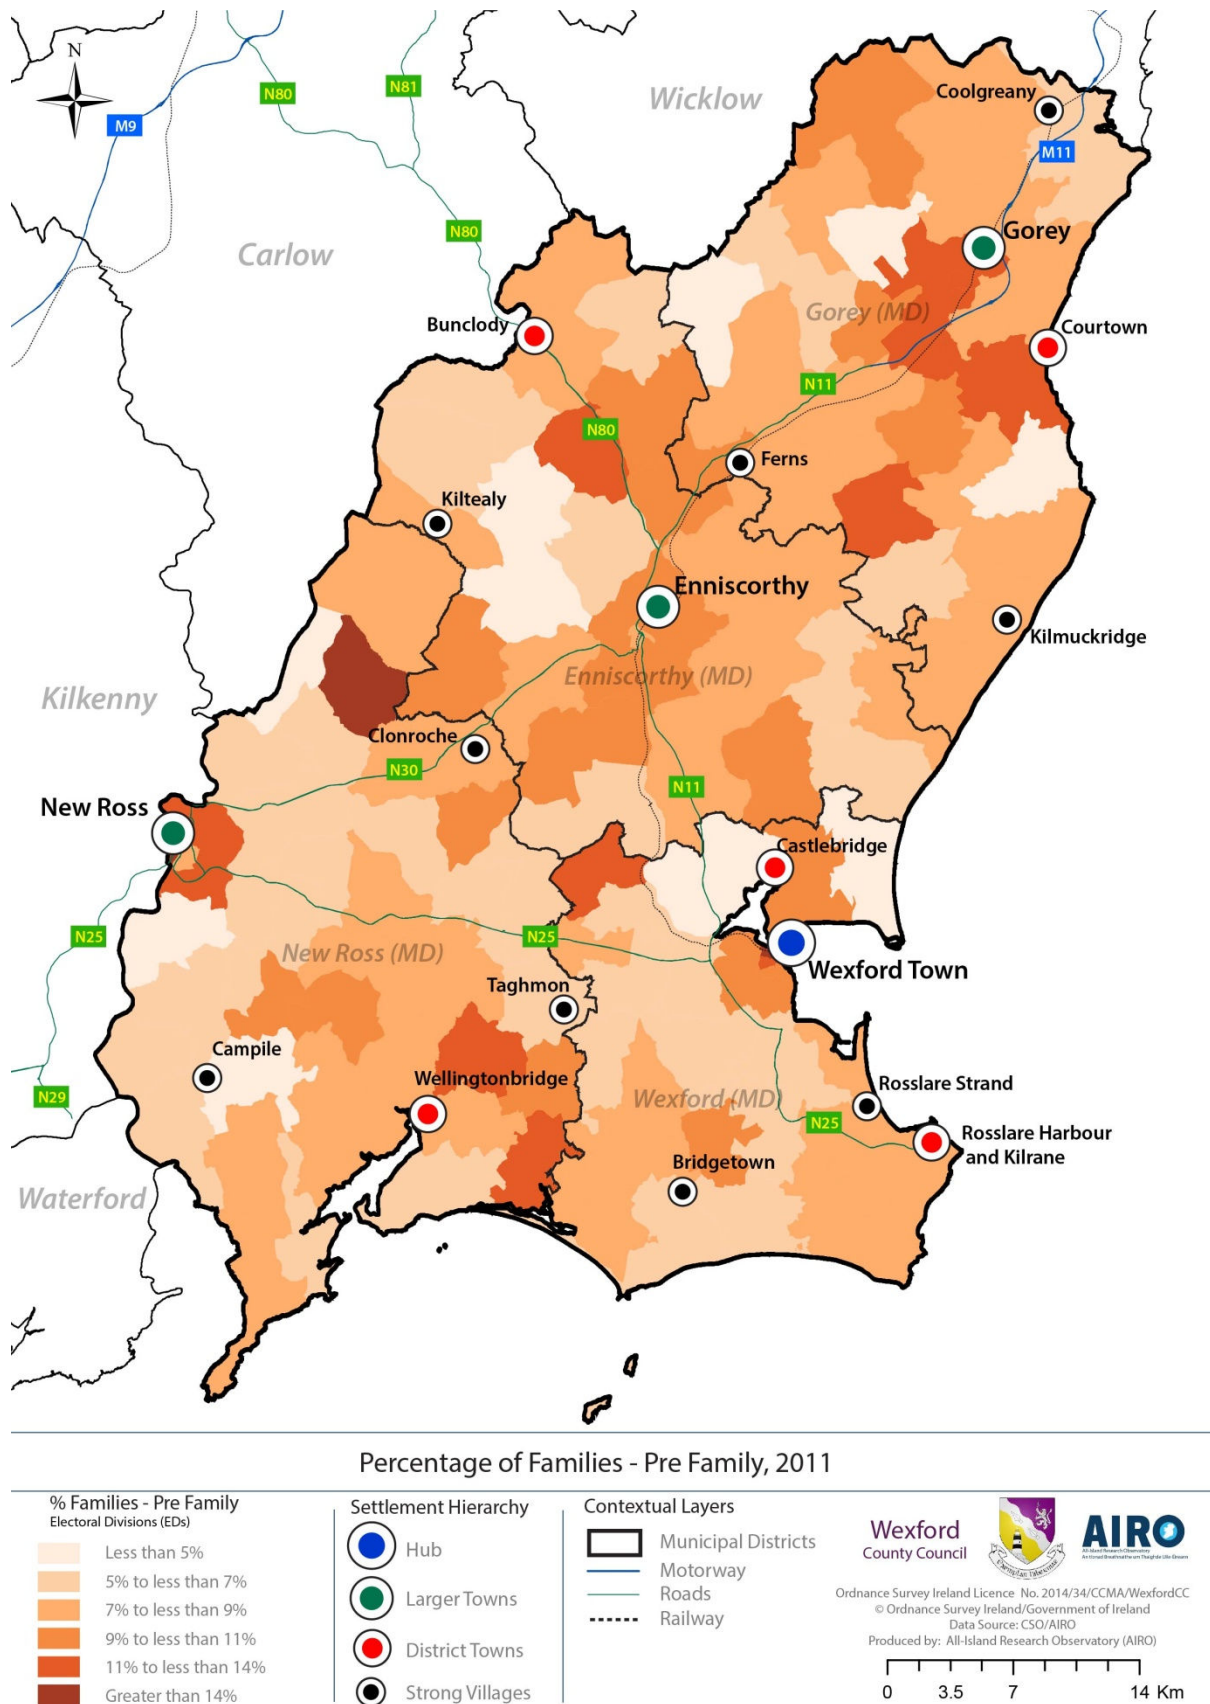 N
Wicklow
Coolgreany
N80
N81
M9
M11
N80
Gorey
Carlow
Gorey (MD)
Bunclody
Courtown
N11
N80
Ferns
Kiltealy
Enniscorthy
Kilmuckridge
Enniscorthy (MD)
Kilkenny
Clonroche
N30
N11
New Ross
Castlebridge
N25
N25
New Ross (MD)
Wexford Town
Taghmon
Campile
Wellingtonbridge
Rosslare Strand
N29
Wexford (MD)
N25
Rosslare Harbour
and Kilrane
Bridgetown
Waterford
Percentage of Families - Pre Family, 2011
% Families - Pre Family
Electoral Divisions (EDs)
Less than 5%
5% to less than 7%
7% to less than 9%
9% to less than 11%
11% to less than 14%
Greater than 14%
Settlement Hierarchy
Hub
Larger Towns
District Towns
Strong Villages
Contextual Layers
Municipal Districts
Motorway
Roads
Railway
Wexford
County Council
AIRO
All-Island Research Observatory
Ordnance Survey Ireland Licence No. 2014/34/CCMA/WexfordCC
© Ordnance Survey Ireland/Government of Ireland
Data Source: CSO/AIRO
Produced by: All-Island Research Observatory (AIRO)
0 3.5 7 14 Km